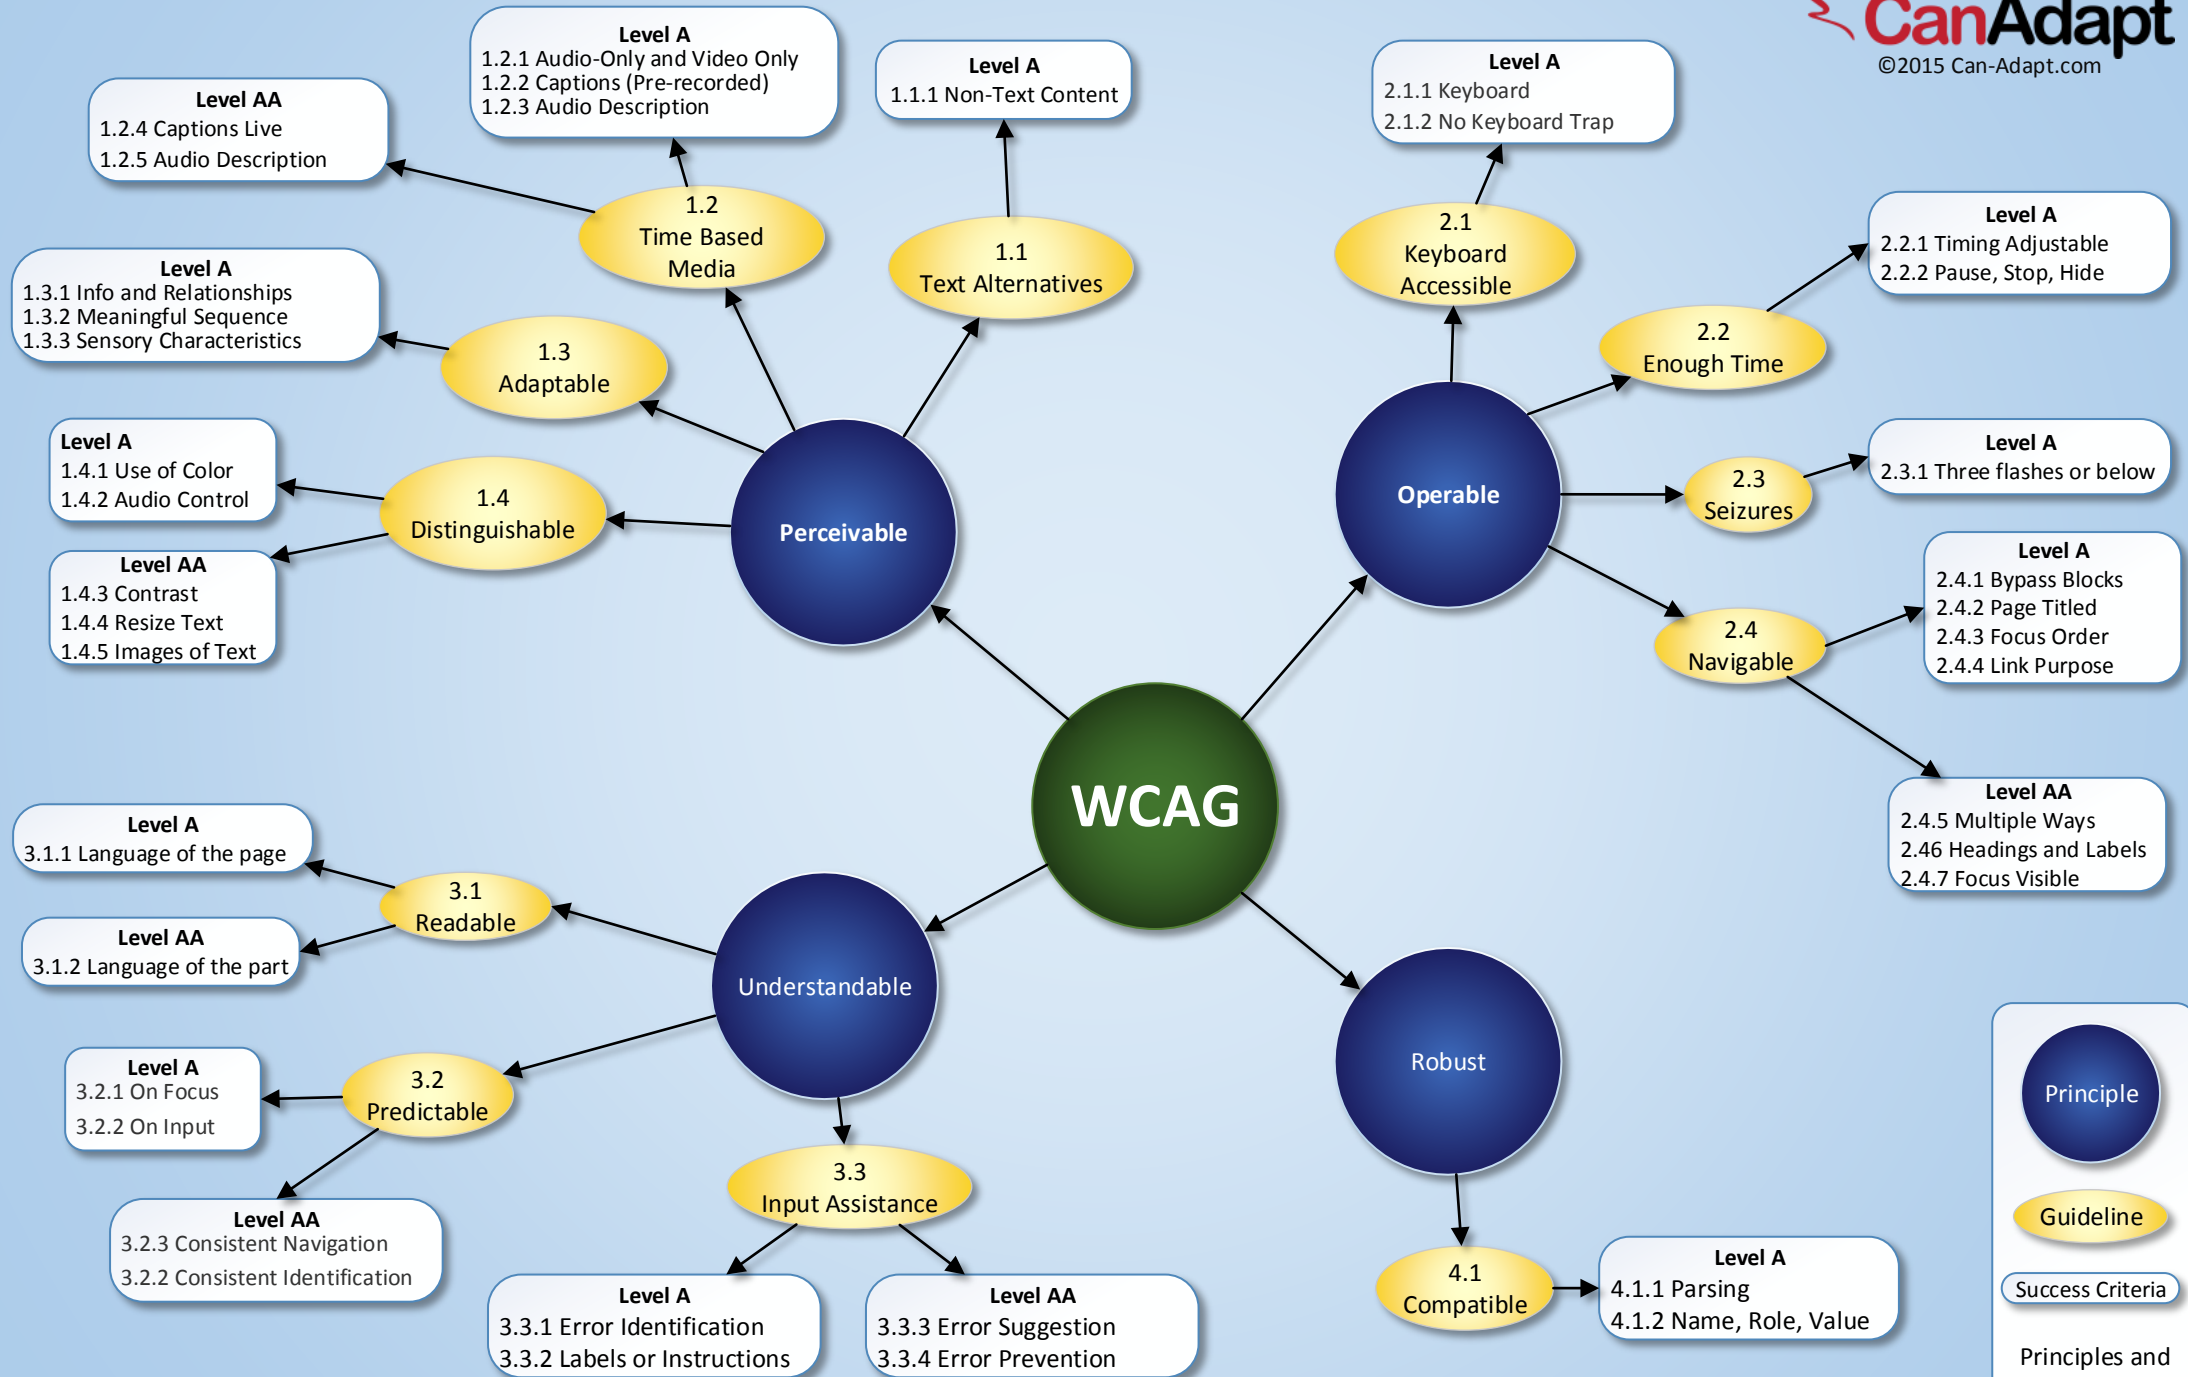 CanAdapt
©2015 Can-Adapt.com
Level A
1.2.1 Audio-Only and Video Only
1.2.2 Captions (Pre-recorded)
1.2.3 Audio Description
Level A
1.1.1 Non-Text Content
Level AA
1.2.4 Captions Live
1.2.5 Audio Description
1.2
Time Based
Media
1.1
Text Alternatives
Level A
1.3.1 Info and Relationships
1.3.2 Meaningful Sequence
1.3.3 Sensory Characteristics
1.3
Adaptable
Level A
1.4.1 Use of Color
1.4.2 Audio Control
1.4
Distinguishable
Level AA
1.4.3 Contrast
1.4.4 Resize Text
1.4.5 Images of Text
Perceivable
Level A
2.1.1 Keyboard
2.1.2 No Keyboard Trap
2.1
Keyboard
Accessible
Level A
2.2.1 Timing Adjustable
2.2.2 Pause, Stop, Hide
2.2
Enough Time
Operable
Level A
2.3.1 Three flashes or below
2.3
Seizures
Level A
2.4.1 Bypass Blocks
2.4.2 Page Titled
2.4.3 Focus Order
2.4.4 Link Purpose
2.4
Navigable
Level AA
2.4.5 Multiple Ways
2.46 Headings and Labels
2.4.7 Focus Visible
WCAG
Level A
3.1.1 Language of the page
3.1
Readable
Level AA
3.1.2 Language of the part
Understandable
Level A
3.2.1 On Focus
3.2.2 On Input
3.2
Predictable
Level AA
3.2.3 Consistent Navigation
3.2.2 Consistent Identification
3.3
Input Assistance
Level A
3.3.1 Error Identification
3.3.2 Labels or Instructions
Level AA
3.3.3 Error Suggestion
3.3.4 Error Prevention
Robust
4.1
Compatible
Level A
4.1.1 Parsing
4.1.2 Name, Role, Value
Principle
Guideline
Success Criteria
Principles and